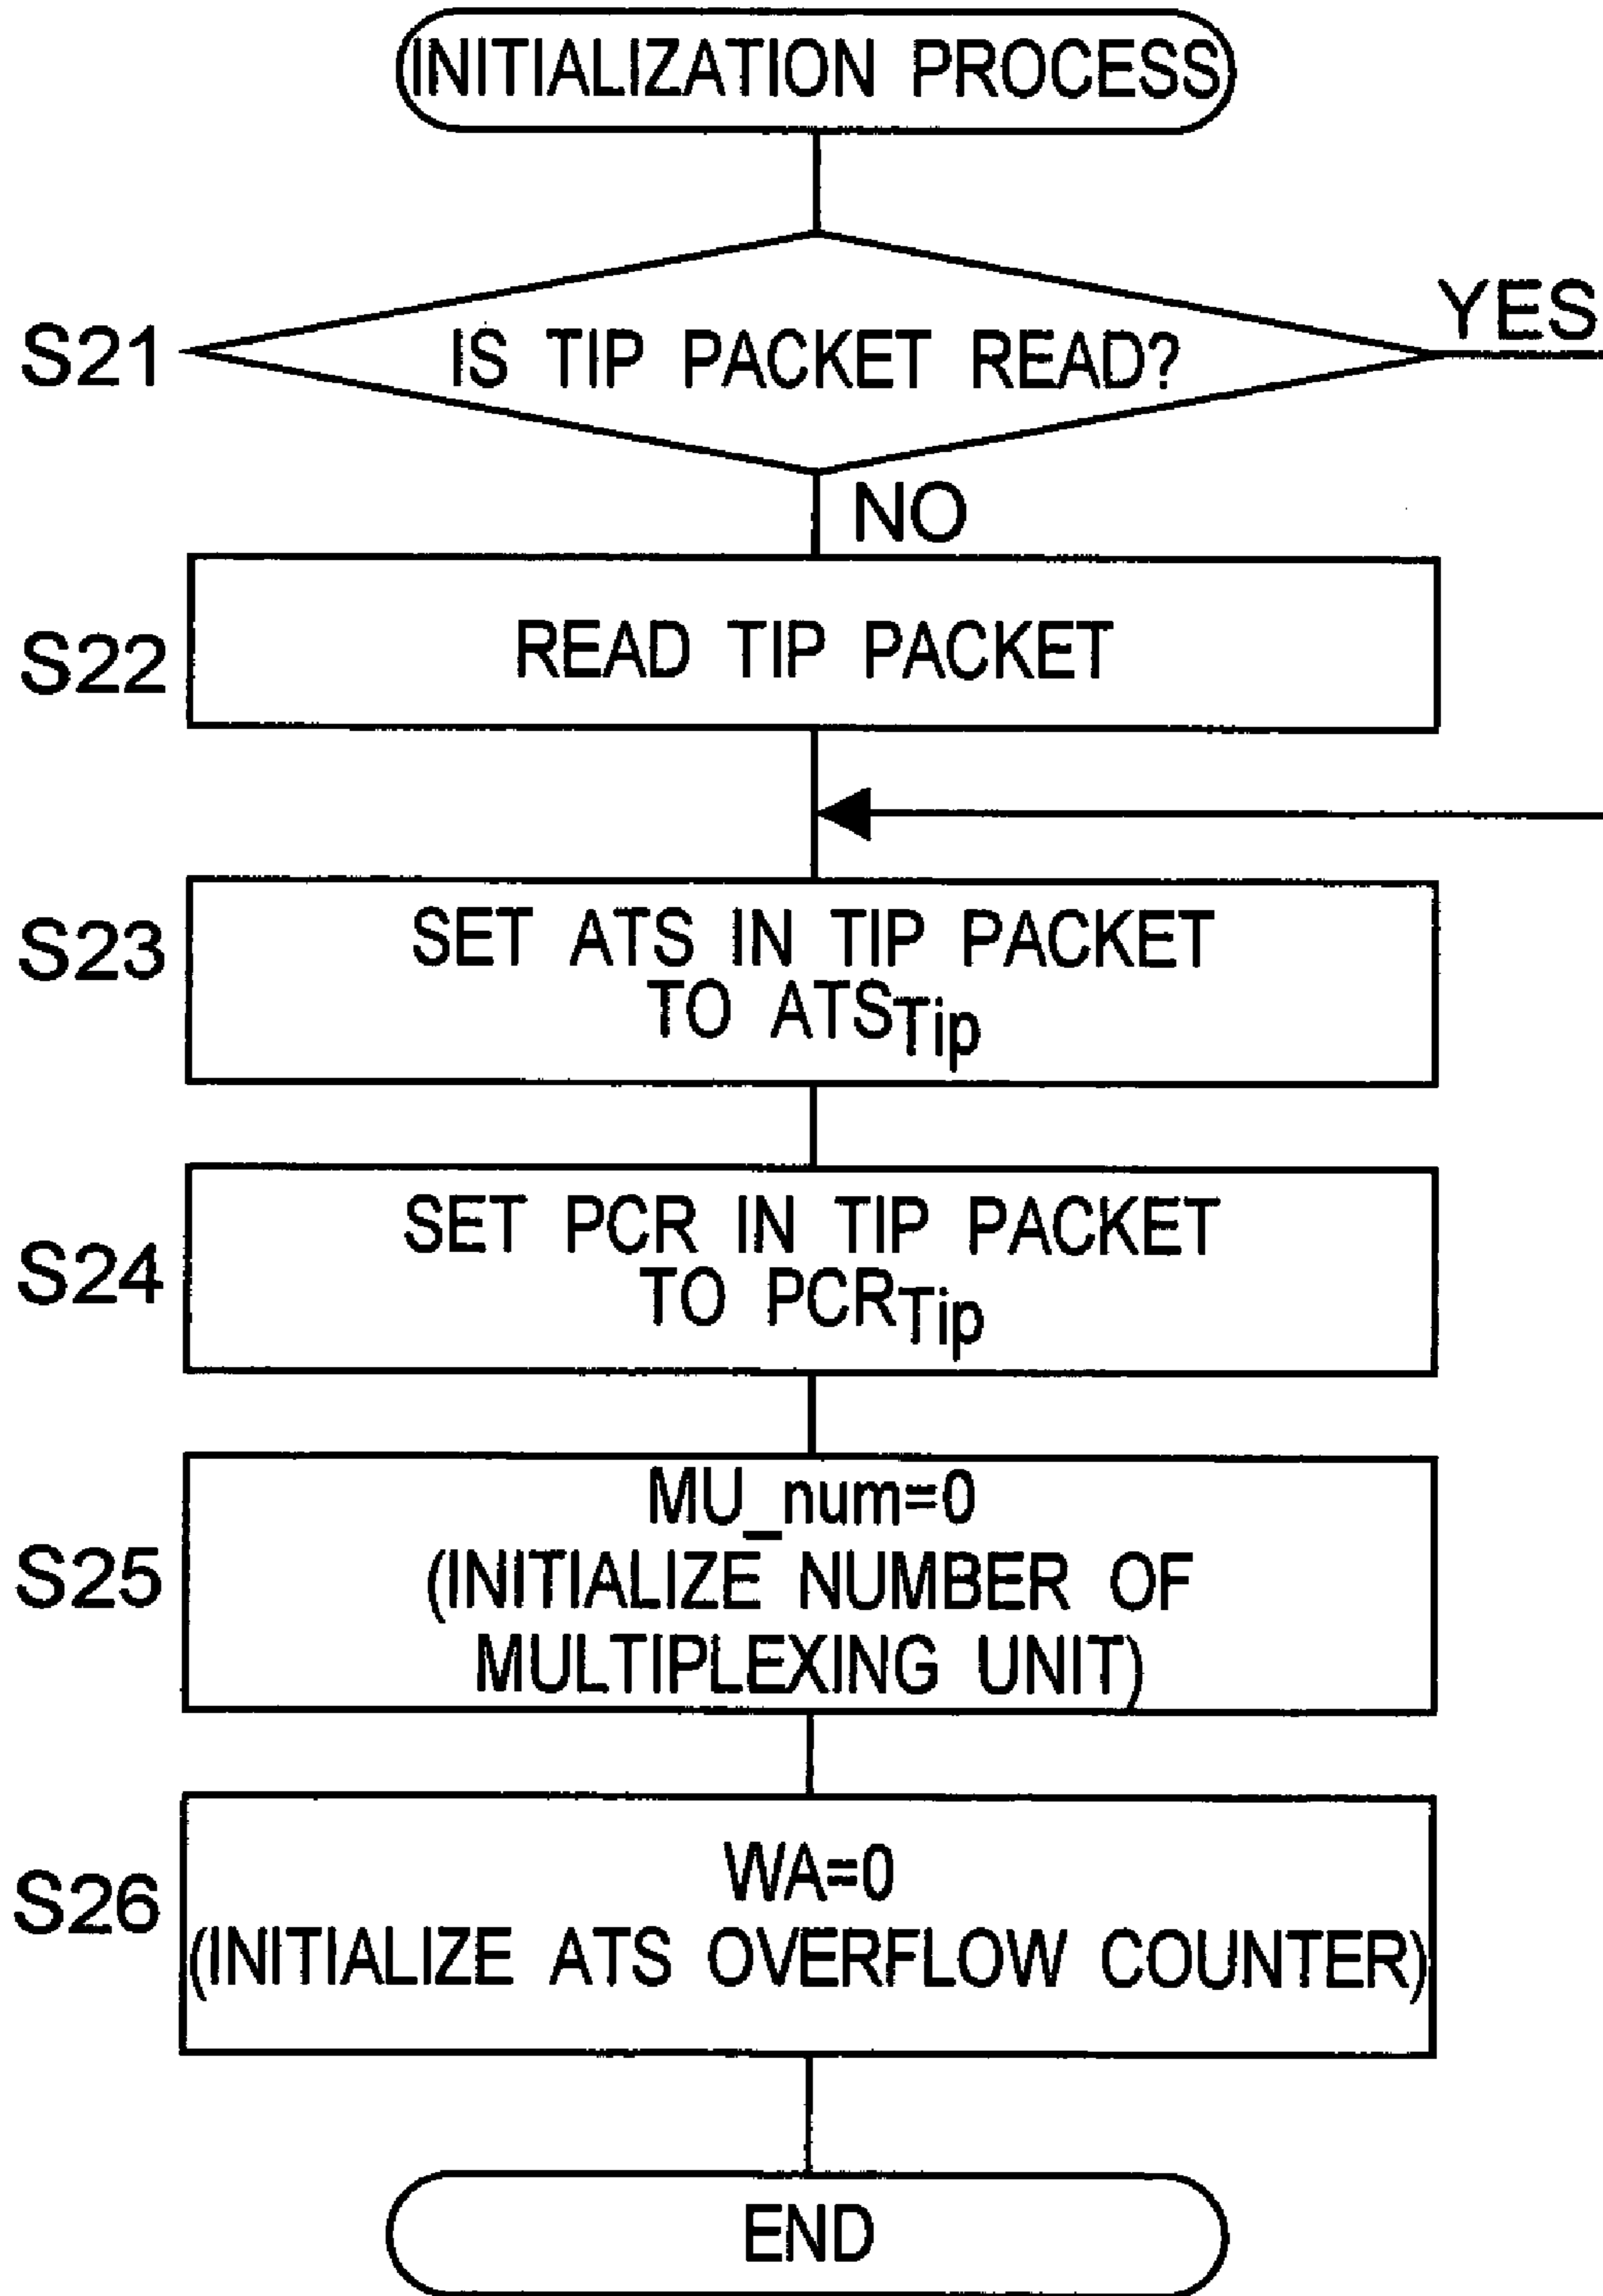 INITIALIZATION PROCESS
S21
IS TIP PACKET READ?
YES
NO
S22
READ TIP PACKET
S23
SET ATS IN TIP PACKET
TO ATSTip
S24
SET PCR IN TIP PACKET
TO PCRTip
S25
MU_num=0
(INITIALIZE NUMBER OF
MULTIPLEXING UNIT)
S26
WA=0
(INITIALIZE ATS OVERFLOW COUNTER)
END